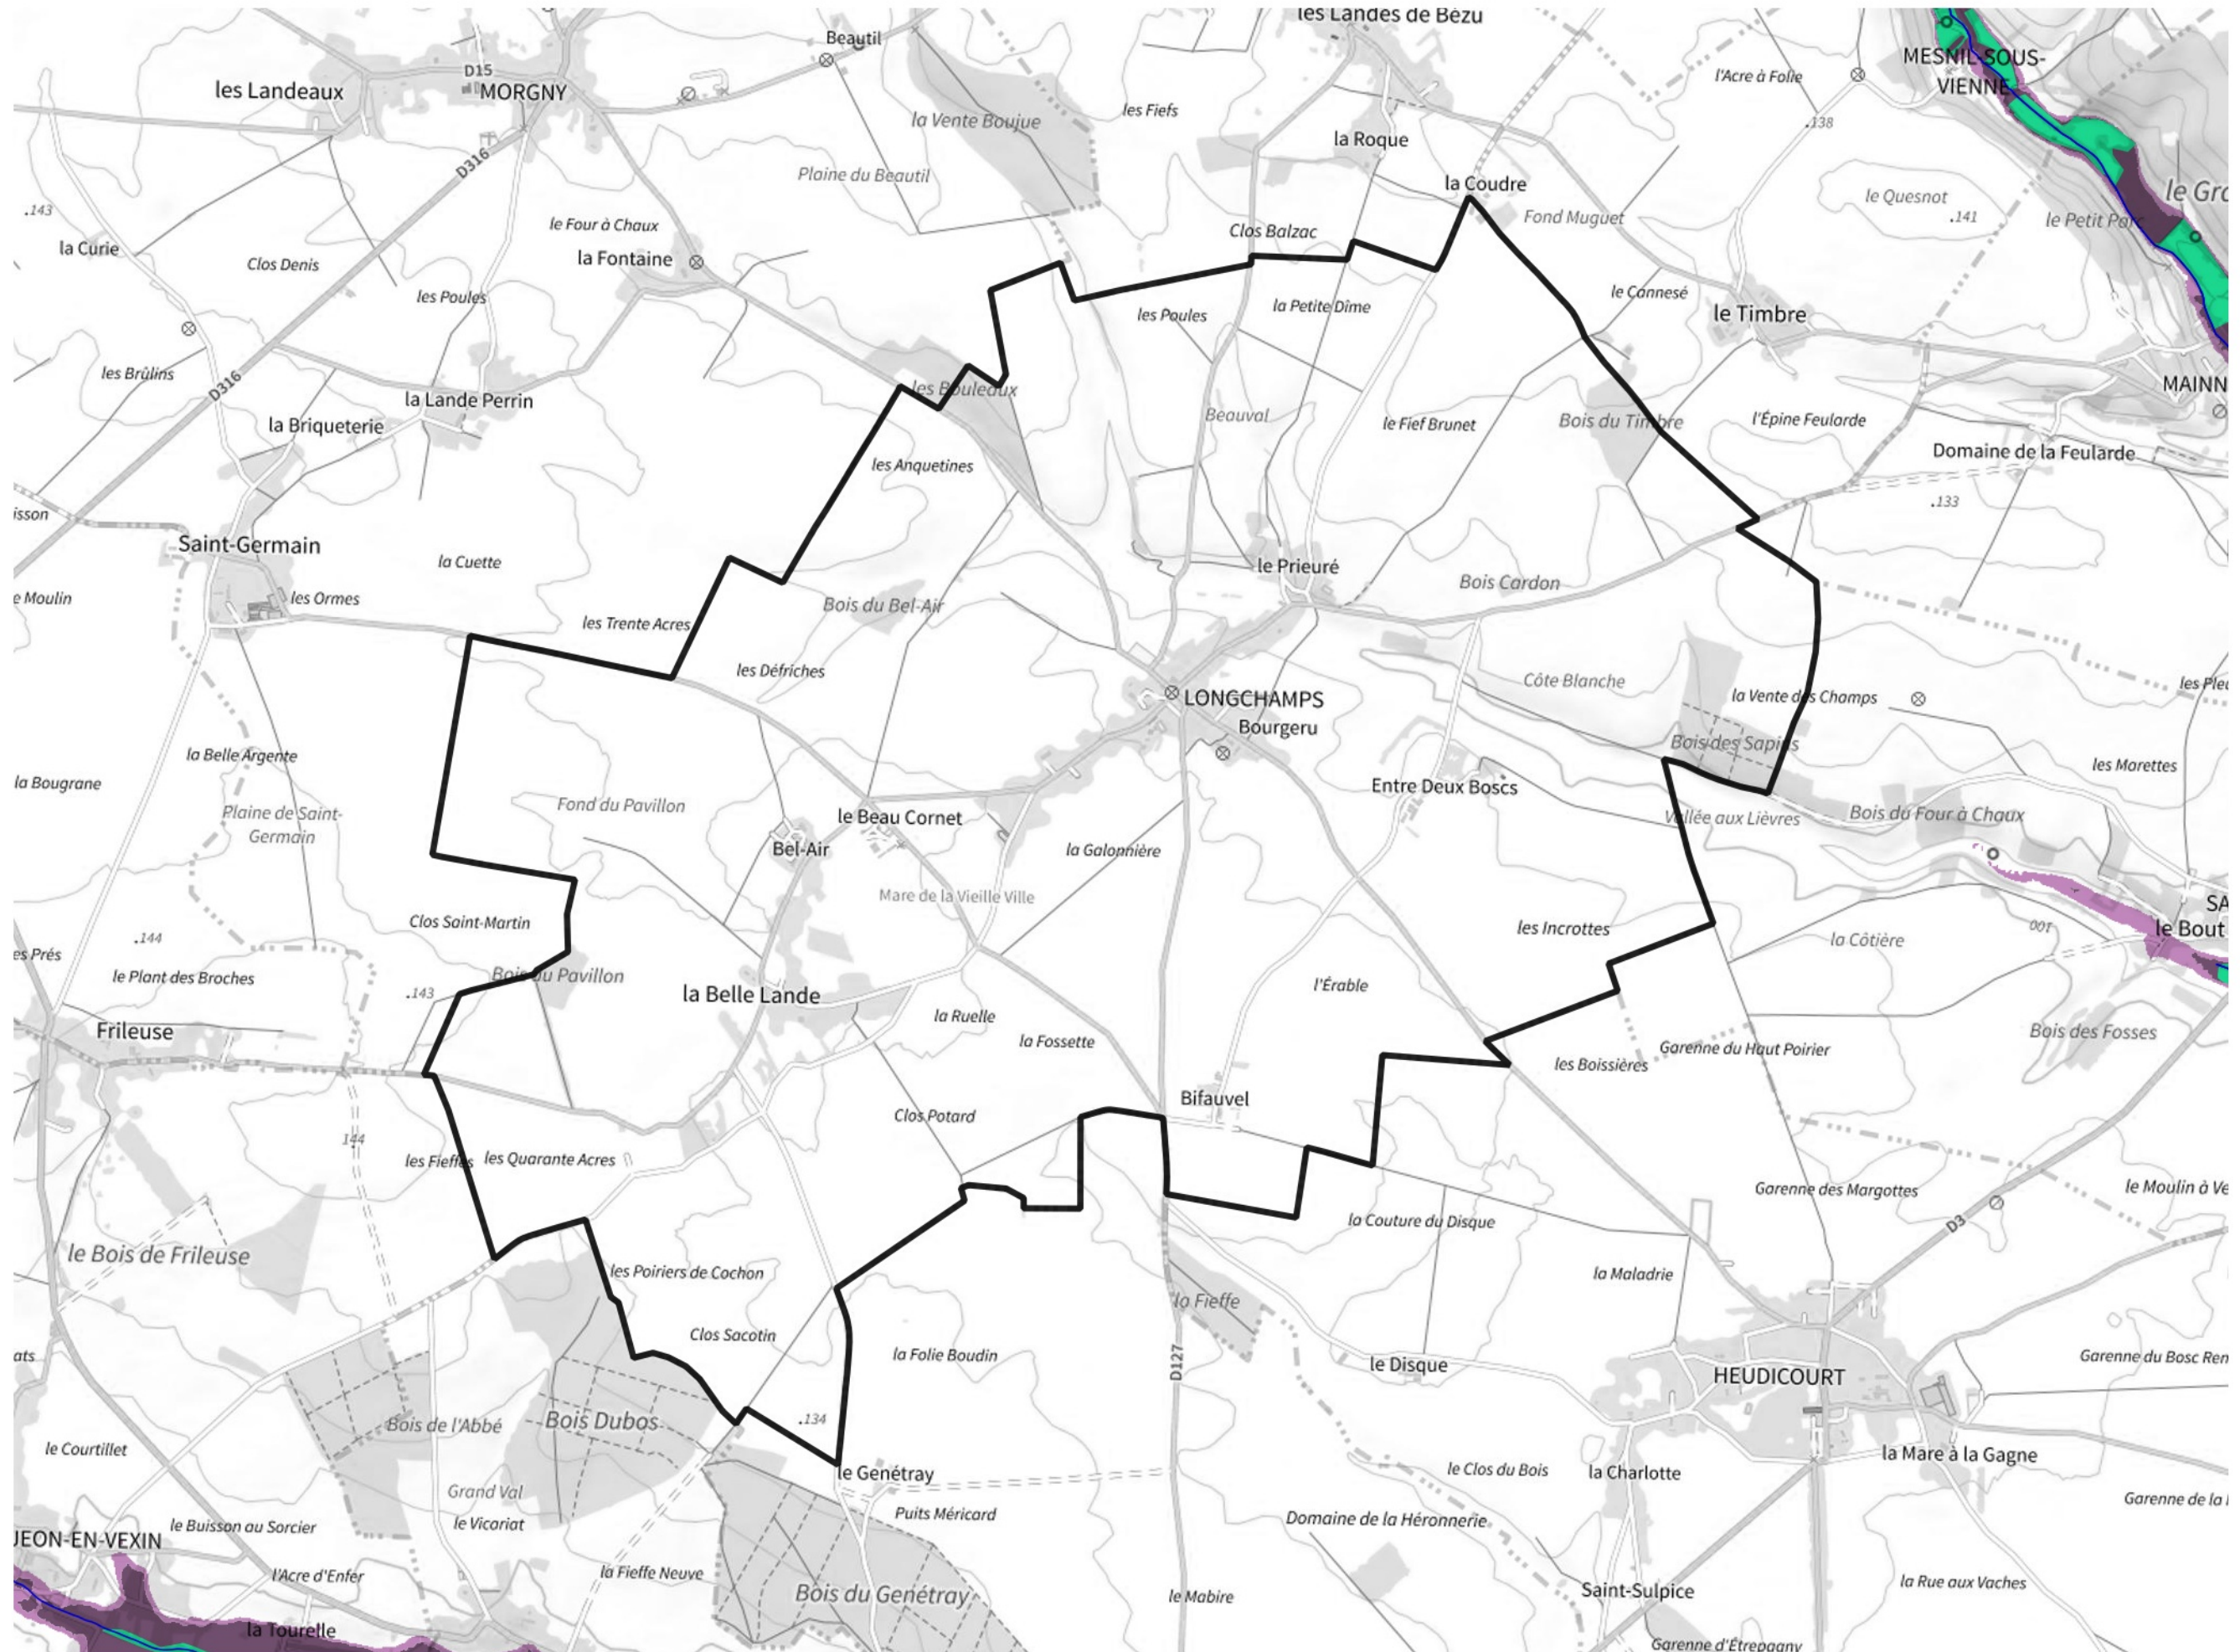 les Landes de Bézu
Beautil
MESNIL-SOUS-
VIENNE
D15
l'Acre à Folie
les Landeaux
MORGNY
les Fiefs
la Vente Boujue
.138
la Roque
D316
Plaine du Beautil
la Coudre
le Quesnot
le Grc
.143
le Four à Chaux
Fond Muguet
.141
le Petit Parc
la Curie
Clos Balzac
la Fontaine
Clos Denis
les Poules
le Cannesé
la Petite Dîme
les Poules
le Timbre
les Brûlins
D316
MAINN
la Lande Perrin
les Bouleaux
Beauval
le Fief Brunet
Bois du Timbre
l'Épine Feularde
la Briqueterie
Domaine de la Feularde
les Anquetines
.133
isson
Saint-Germain
la Cuette
le Prieuré
Bois Cardon
e Moulin
les Ormes
Bois du Bel-Air
les Trente Acres
les Défriches
Côte Blanche
les Pleu
LONGCHAMPS
la Vente des Champs
Bourgeru
la Belle Argente
Bois des Sapins
les Marettes
la Bougrane
Entre Deux Boscs
Fond du Pavillon
Plaine de Saint-
Germain
le Beau Cornet
Vallée aux Lièvres
Bois du Four à Chaux
Bel-Air
la Galonnière
Mare de la Vieille Ville
SA
Clos Saint-Martin
les Incrottes
le Bout
100
.144
la Côtière
es Prés
le Plant des Broches
Bois du Pavillon
.143
la Belle Lande
l'Érable
la Ruelle
Frileuse
la Fossette
Bois des Fosses
Garenne du Haut Poirier
les Boissières
Bifauvel
Clos Potard
144
les Fieffes
les Quarante Acres
Garenne des Margottes
le Moulin à Ve
la Couture du Disque
D3
le Bois de Frileuse
les Poiriers de Cochon
la Maladrie
la Fieffe
Clos Sacotin
la Folie Boudin
ats
D127
le Disque
Garenne du Bosc Ren
HEUDICOURT
.134
Bois de l'Abbé
Bois Dubos
le Courtillet
la Mare à la Gagne
le Genétray
le Clos du Bois
la Charlotte
Grand Val
Garenne de la
Puits Méricard
le Vicariat
Domaine de la Héronnerie
le Buisson au Sorcier
JEON-EN-VEXIN
l'Acre d'Enfer
la Fieffe Neuve
la Rue aux Vaches
Bois du Genétray
le Mabire
Saint-Sulpice
la Tourelle
Garenne d'Étrepagny